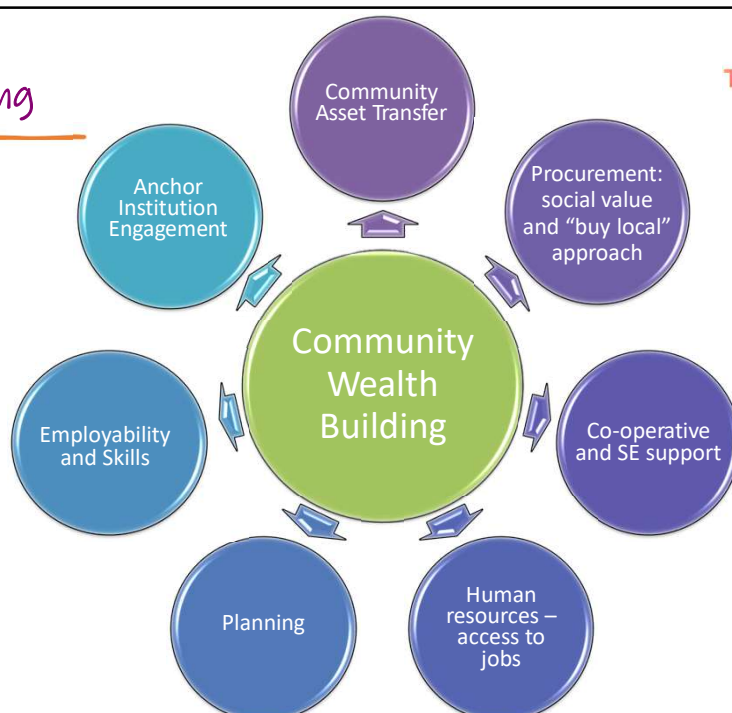 ng
Community
Asset Transfer
Procurement:
social value
and “buy local”
approach
Anchor
Institution
Engagement
Community
Wealth
Building
Co-operative
and SE support
Employability
and Skills
Human
resources –
access to
jobs
Planning